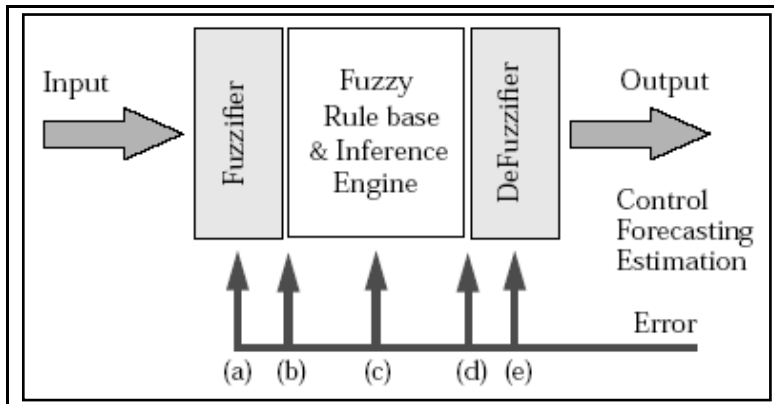 Input
Fuzzifier
Fuzzy
Rule base
& Inference
Engine
DeFuzzifier
Output
Control
Forecasting
Estimation
Error
(a) (b) (c) (d) (e)